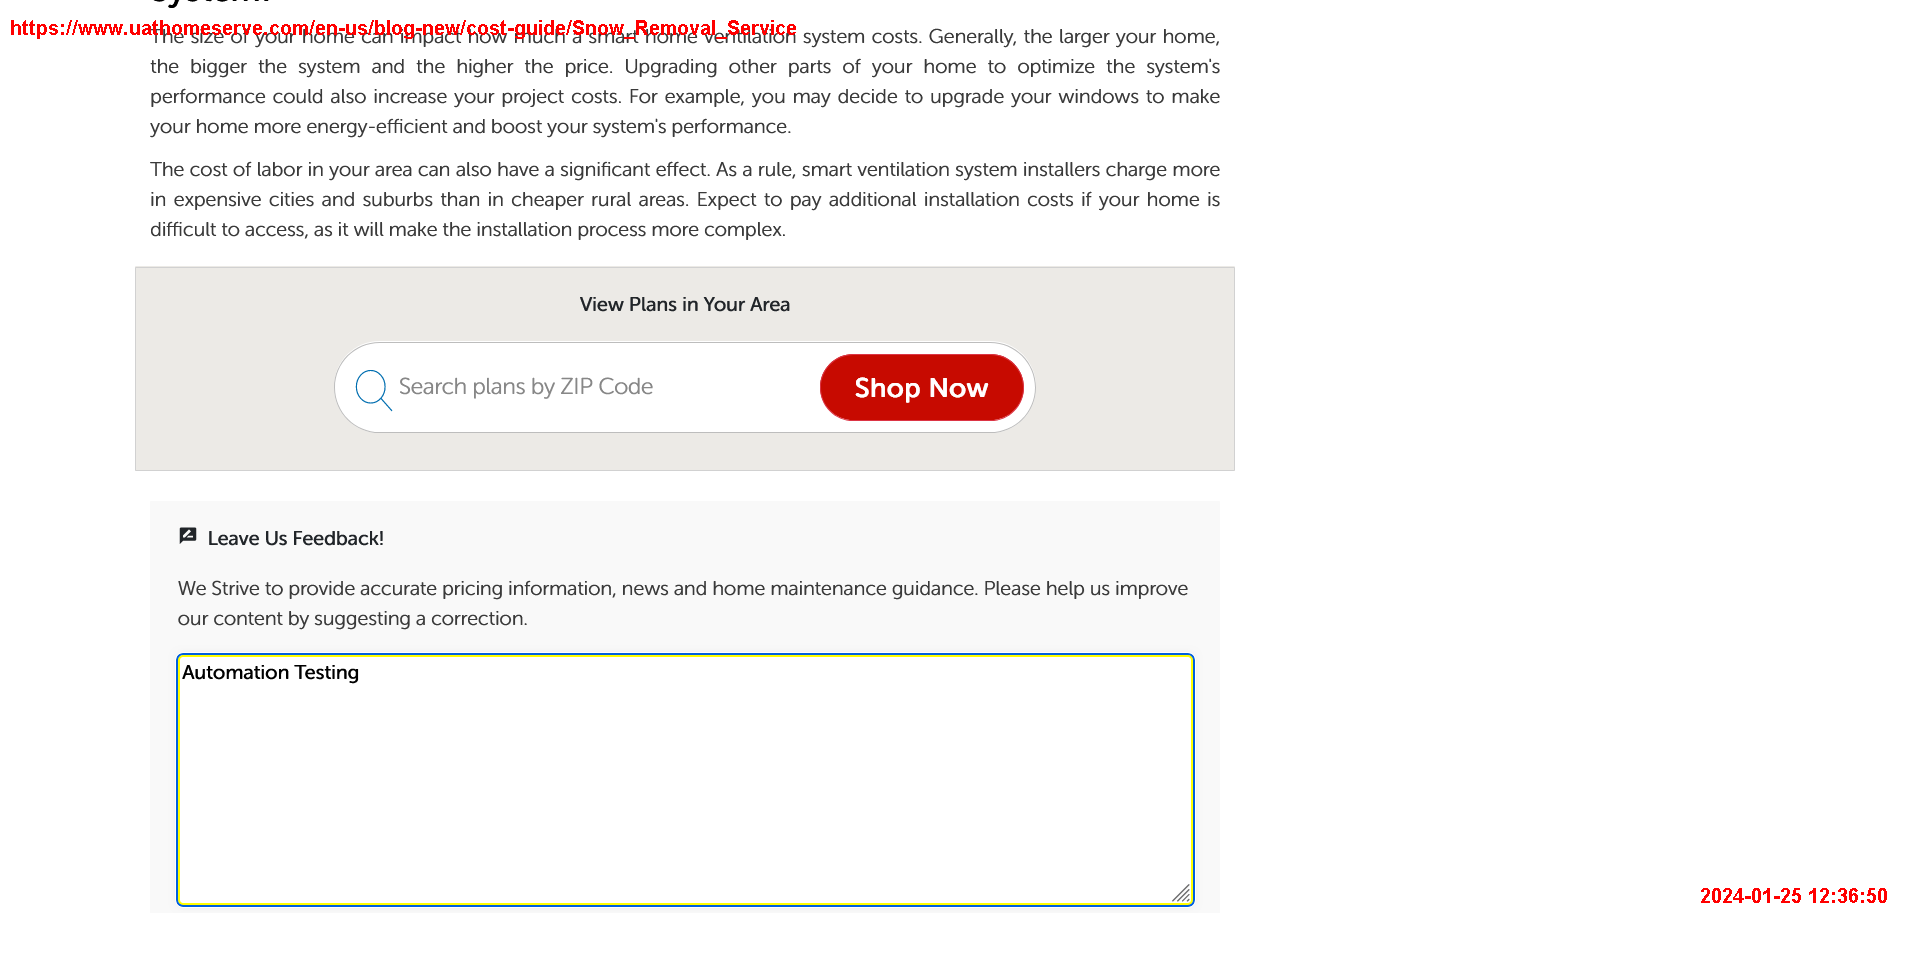 https://www.uathomeserve.com/en-us/blog-new/cost-guide/Snow_Removal_Service
The size of your home can impact how much a smart home ventilation system costs. Generally, the larger your home,
the bigger the system and the higher the price. Upgrading other parts of your home to optimize the system's
performance could also increase your project costs. For example, you may decide to upgrade your windows to make
your home more energy-efficient and boost your system's performance.
The cost of labor in your area can also have a significant effect. As a rule, smart ventilation system installers charge more
in expensive cities and suburbs than in cheaper rural areas. Expect to pay additional installation costs if your home is
difficult to access, as it will make the installation process more complex.
View Plans in Your Area
Search plans by ZIP Code
Shop Now
Leave Us Feedback!
We Strive to provide accurate pricing information, news and home maintenance guidance. Please help us improve
our content by suggesting a correction.
Automation Testing
2024-01-25 12:36:50